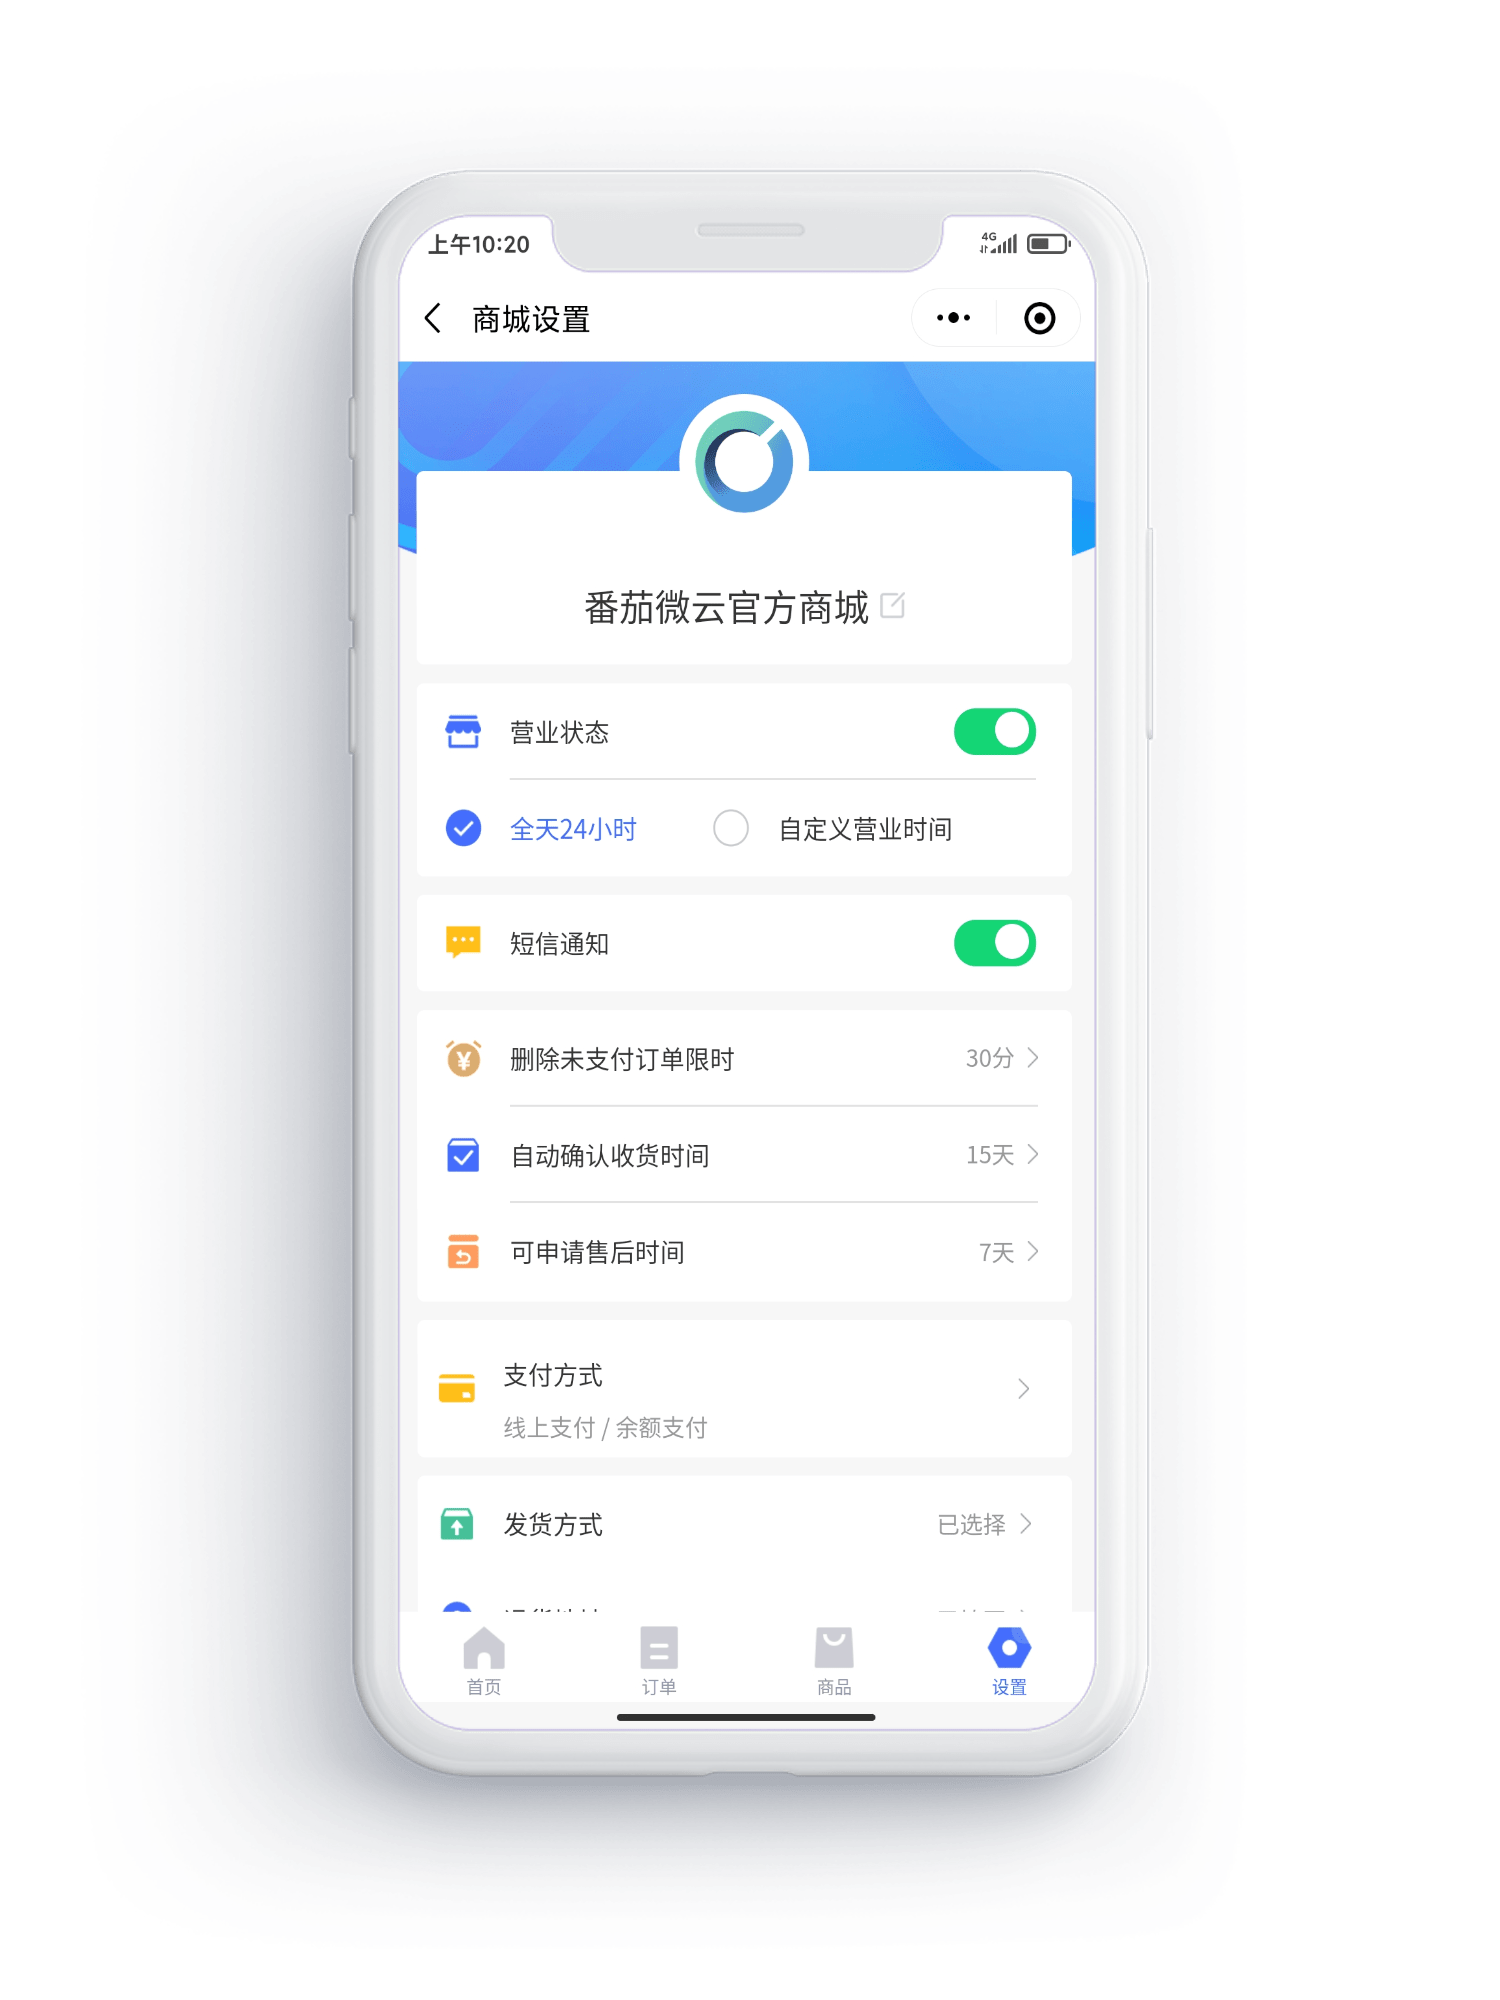 上午10:20
4G
商城设置
番茄微云官方商城
营业状态
全天24小时 自定义营业时间
短信通知
删除未支付订单限时 30分
自动确认收货时间 15天
可申请售后时间 7天
支付方式
线上支付 / 余额支付
发货方式 已选择
首页 订单 商品 设置